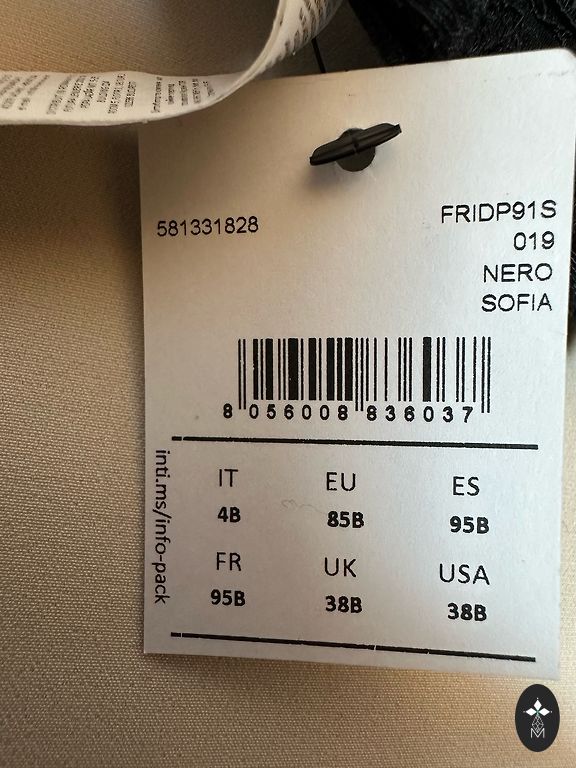 581331828
FRIDP91S
019
NERO
SOFIA
8 056008 836037
inti.ms/info-pack
IT EU ES
4B 85B 95B
FR UK USA
95B 38B 38B
M